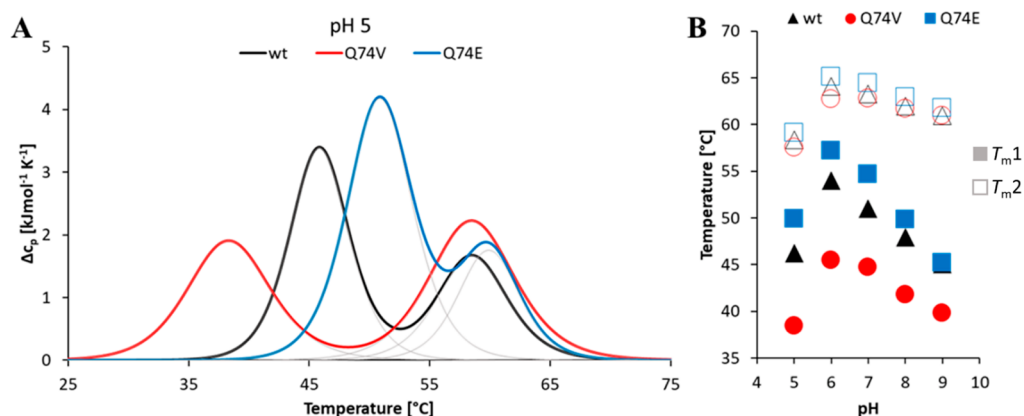 A
pH 5
wt Q74V Q74E
5
4
3
2
1
0
Δcp [kJmol-1 K-1]
25 35 45 55 65 75
Temperature [°C]
B
wt Q74V Q74E
70
65
60
55
50
45
40
35
Temperature [°C]
4 5 6 7 8 9 10
pH
Tm1
Tm2